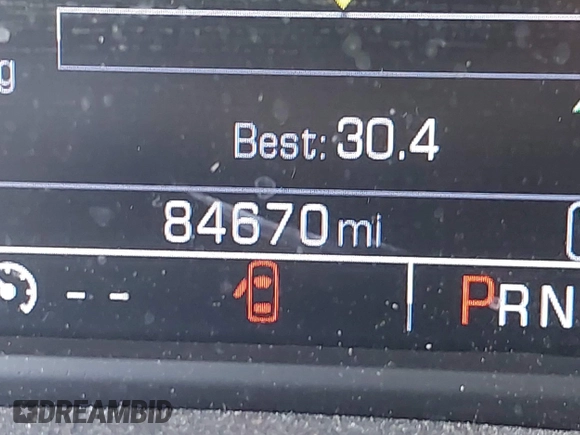 g
Best: 30.4
84670 mi
-- PRN
DREAMBID